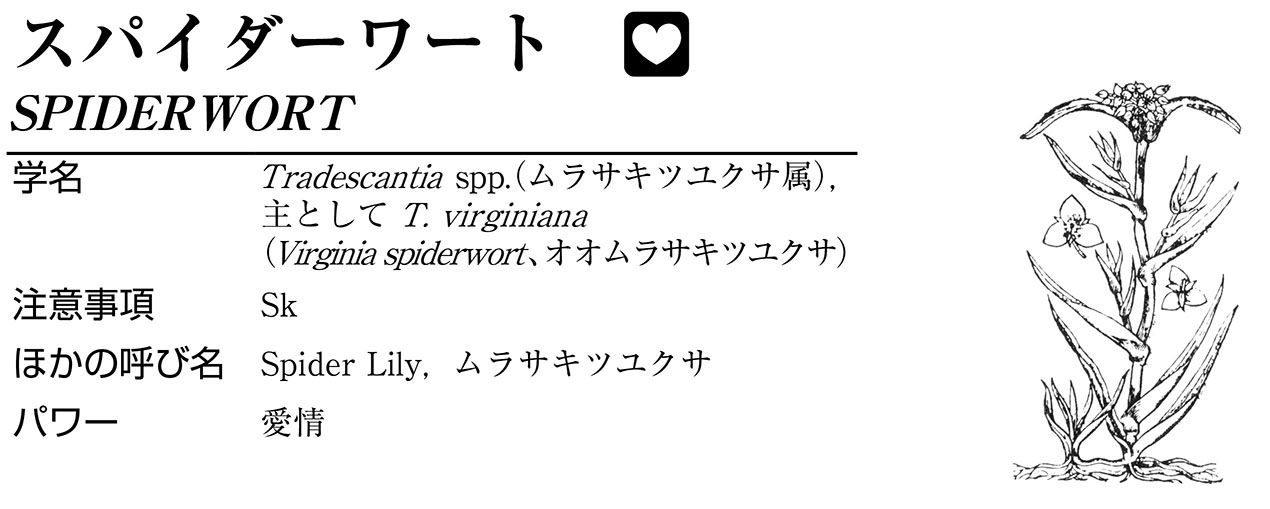 スパイダーワート
SPIDERWORT
学名 Tradescantia spp.(ムラサキツユクサ属),
主として T. virginiana
(Virginia spiderwort、オオムラサキツユクサ)
注意事項 Sk
ほかの呼び名 Spider Lily, ムラサキツユクサ
パワー 愛情